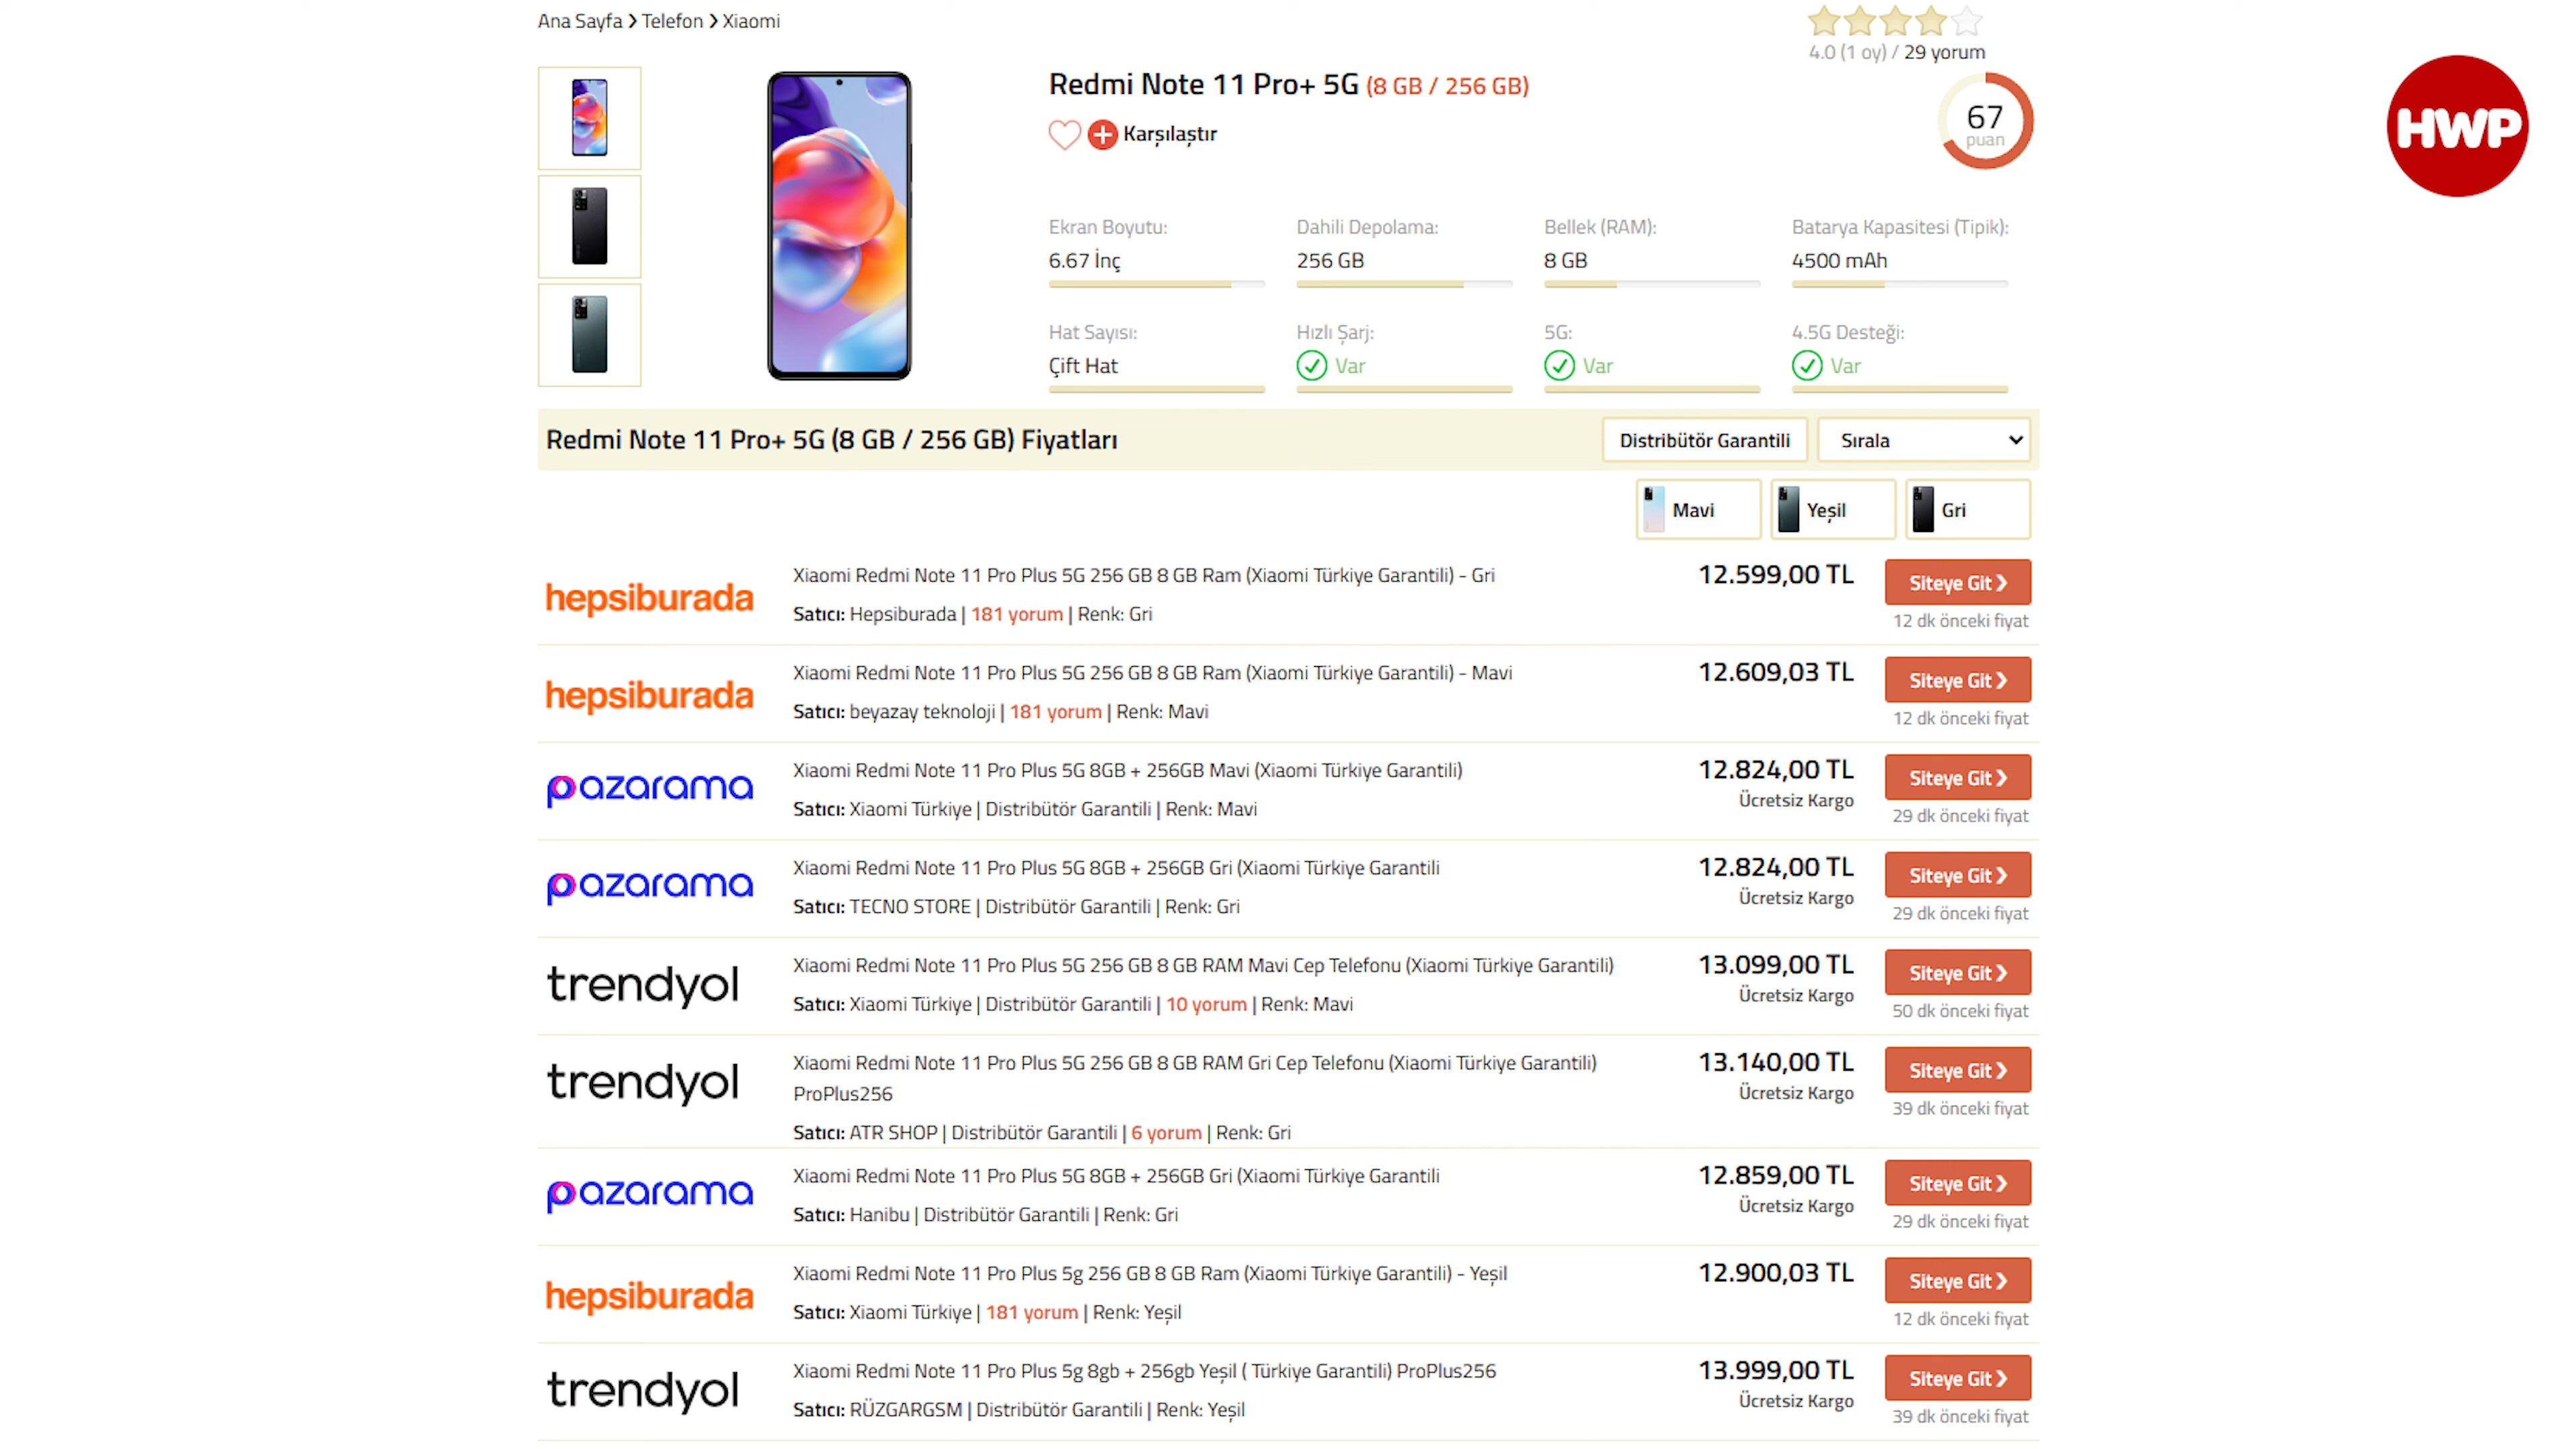 Ana Sayfa ❯ Telefon ❯ Xiaomi
4.0 (1 oy) / 29 yorum
HWP
Redmi Note 11 Pro+ 5G (8 GB / 256 GB)
Karşılaştır
67
puan
Ekran Boyutu:
6.67 İnç
Dahili Depolama:
256 GB
Bellek (RAM):
8 GB
Batarya Kapasitesi (Tipik):
4500 mAh
Hat Sayısı:
Çift Hat
Hızlı Şarj:
Var
5G:
Var
4.5G Desteği:
Var
Redmi Note 11 Pro+ 5G (8 GB / 256 GB) Fiyatları
Distribütör Garantili
Sırala
Mavi
Yeşil
Gri
hepsiburada
Xiaomi Redmi Note 11 Pro Plus 5G 256 GB 8 GB Ram (Xiaomi Türkiye Garantili) - Gri
Satıcı: Hepsiburada | 181 yorum | Renk: Gri
12.599,00 TL
Siteye Git ❯
12 dk önceki fiyat
hepsiburada
Xiaomi Redmi Note 11 Pro Plus 5G 256 GB 8 GB Ram (Xiaomi Türkiye Garantili) - Mavi
Satıcı: beyazay teknoloji | 181 yorum | Renk: Mavi
12.609,03 TL
Siteye Git ❯
12 dk önceki fiyat
pazarama
Xiaomi Redmi Note 11 Pro Plus 5G 8GB + 256GB Mavi (Xiaomi Türkiye Garantili)
Satıcı: Xiaomi Türkiye | Distribütör Garantili | Renk: Mavi
12.824,00 TL
Ücretsiz Kargo
Siteye Git ❯
29 dk önceki fiyat
pazarama
Xiaomi Redmi Note 11 Pro Plus 5G 8GB + 256GB Gri (Xiaomi Türkiye Garantili
Satıcı: TECNO STORE | Distribütör Garantili | Renk: Gri
12.824,00 TL
Ücretsiz Kargo
Siteye Git ❯
29 dk önceki fiyat
trendyol
Xiaomi Redmi Note 11 Pro Plus 5G 256 GB 8 GB RAM Mavi Cep Telefonu (Xiaomi Türkiye Garantili)
Satıcı: Xiaomi Türkiye | Distribütör Garantili | 10 yorum | Renk: Mavi
13.099,00 TL
Ücretsiz Kargo
Siteye Git ❯
50 dk önceki fiyat
trendyol
Xiaomi Redmi Note 11 Pro Plus 5G 256 GB 8 GB RAM Gri Cep Telefonu (Xiaomi Türkiye Garantili)
ProPlus256
Satıcı: ATR SHOP | Distribütör Garantili | 6 yorum | Renk: Gri
13.140,00 TL
Ücretsiz Kargo
Siteye Git ❯
39 dk önceki fiyat
pazarama
Xiaomi Redmi Note 11 Pro Plus 5G 8GB + 256GB Gri (Xiaomi Türkiye Garantili
Satıcı: Hanibu | Distribütör Garantili | Renk: Gri
12.859,00 TL
Ücretsiz Kargo
Siteye Git ❯
29 dk önceki fiyat
hepsiburada
Xiaomi Redmi Note 11 Pro Plus 5g 256 GB 8 GB Ram (Xiaomi Türkiye Garantili) - Yeşil
Satıcı: Xiaomi Türkiye | 181 yorum | Renk: Yeşil
12.900,03 TL
Siteye Git ❯
12 dk önceki fiyat
trendyol
Xiaomi Redmi Note 11 Pro Plus 5g 8gb + 256gb Yeşil ( Türkiye Garantili) ProPlus256
Satıcı: RÜZGARGSM | Distribütör Garantili | Renk: Yeşil
13.999,00 TL
Ücretsiz Kargo
Siteye Git ❯
39 dk önceki fiyat